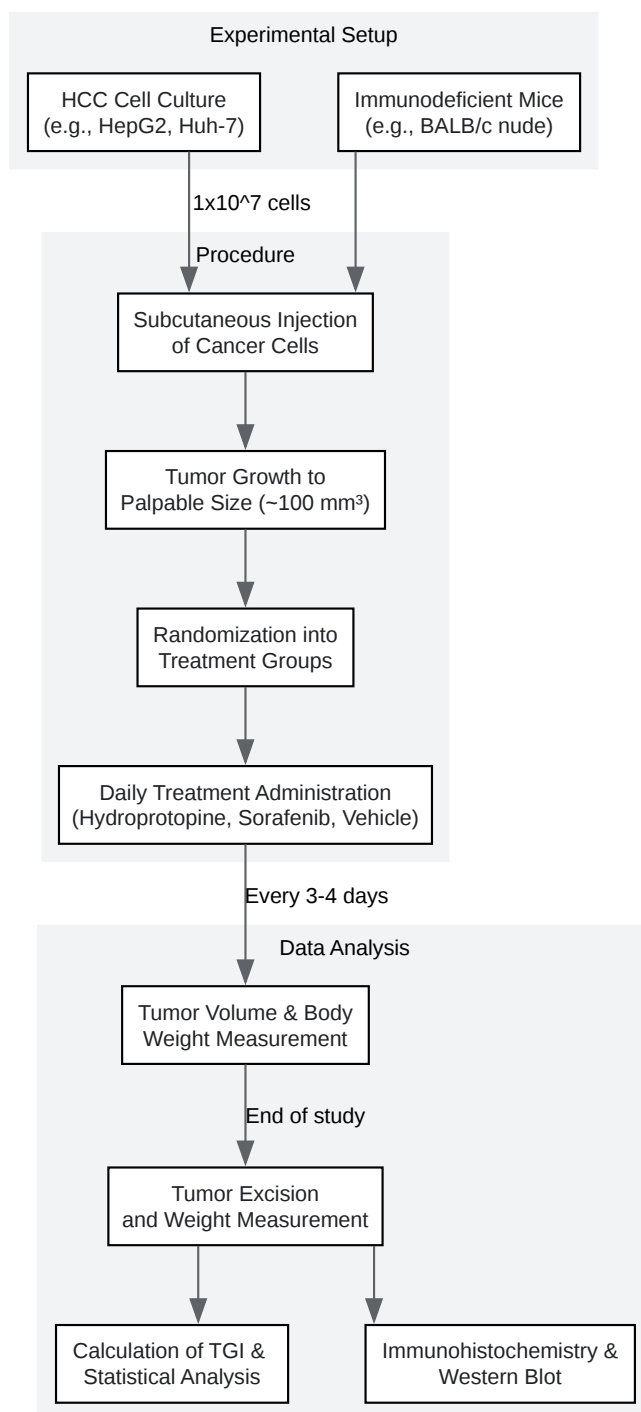 Experimental Setup
HCC Cell Culture
(e.g., HepG2, Huh-7)
Immunodeficient Mice
(e.g., BALB/c nude)
1x10^7 cells
Procedure
Subcutaneous Injection
of Cancer Cells
Tumor Growth to
Palpable Size (~100 mm³)
Randomization into
Treatment Groups
Daily Treatment Administration
(Hydroprotopine, Sorafenib, Vehicle)
Every 3-4 days
Data Analysis
Tumor Volume & Body
Weight Measurement
End of study
Tumor Excision
and Weight Measurement
Calculation of TGI &
Statistical Analysis
Immunohistochemistry &
Western Blot